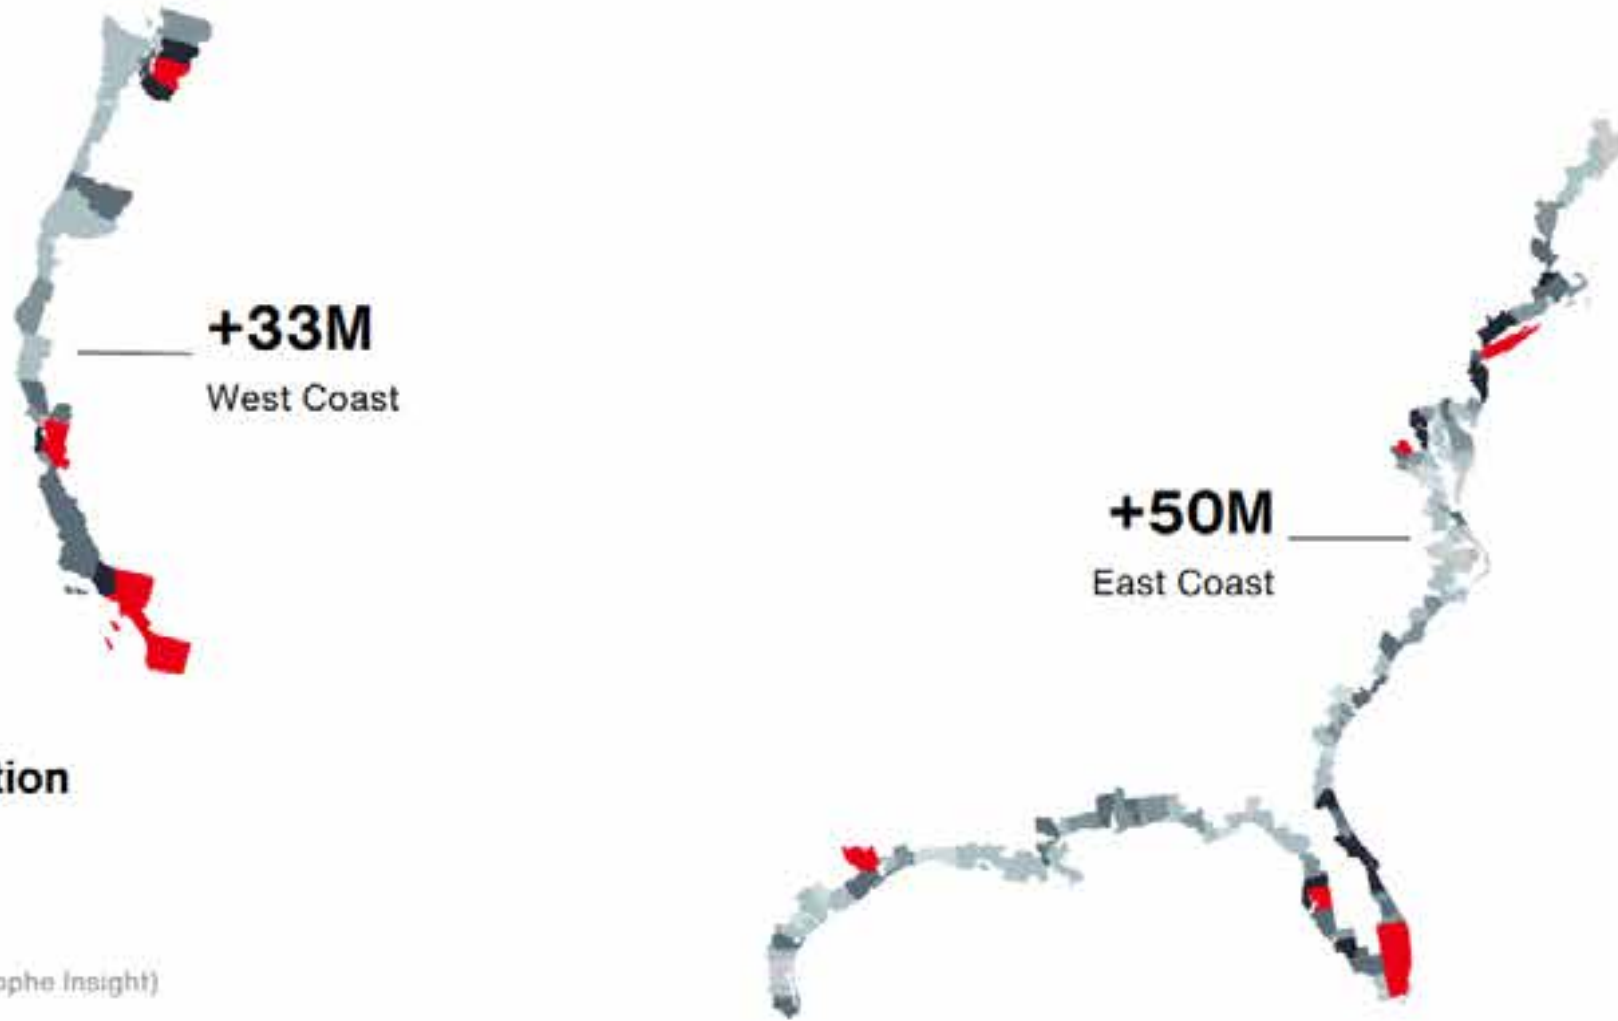 +33M
West Coast
+50M
East Coast
tion
ophe Insight)